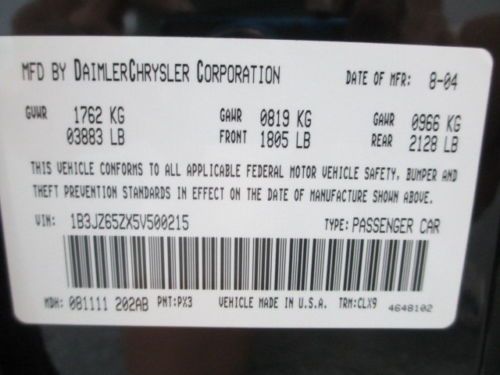 MFD BY DAIMLERCHRYSLER CORPORATION DATE OF MFR: 8-04
GVWR 1762 KG GAWR 0819 KG GAWR 0966 KG
03883 LB FRONT 1805 LB REAR 2128 LB
THIS VEHICLE CONFORMS TO ALL APPLICABLE FEDERAL MOTOR VEHICLE SAFETY, BUMPER AND
THEFT PREVENTION STANDARDS IN EFFECT ON THE DATE OF MANUFACTURE SHOWN ABOVE.
VIN: 1B3JZ65ZX5V500215 TYPE: PASSENGER CAR
MDH: 081111 202AB PNT:PX3 VEHICLE MADE IN U.S.A. TRM:CLX9 4648102